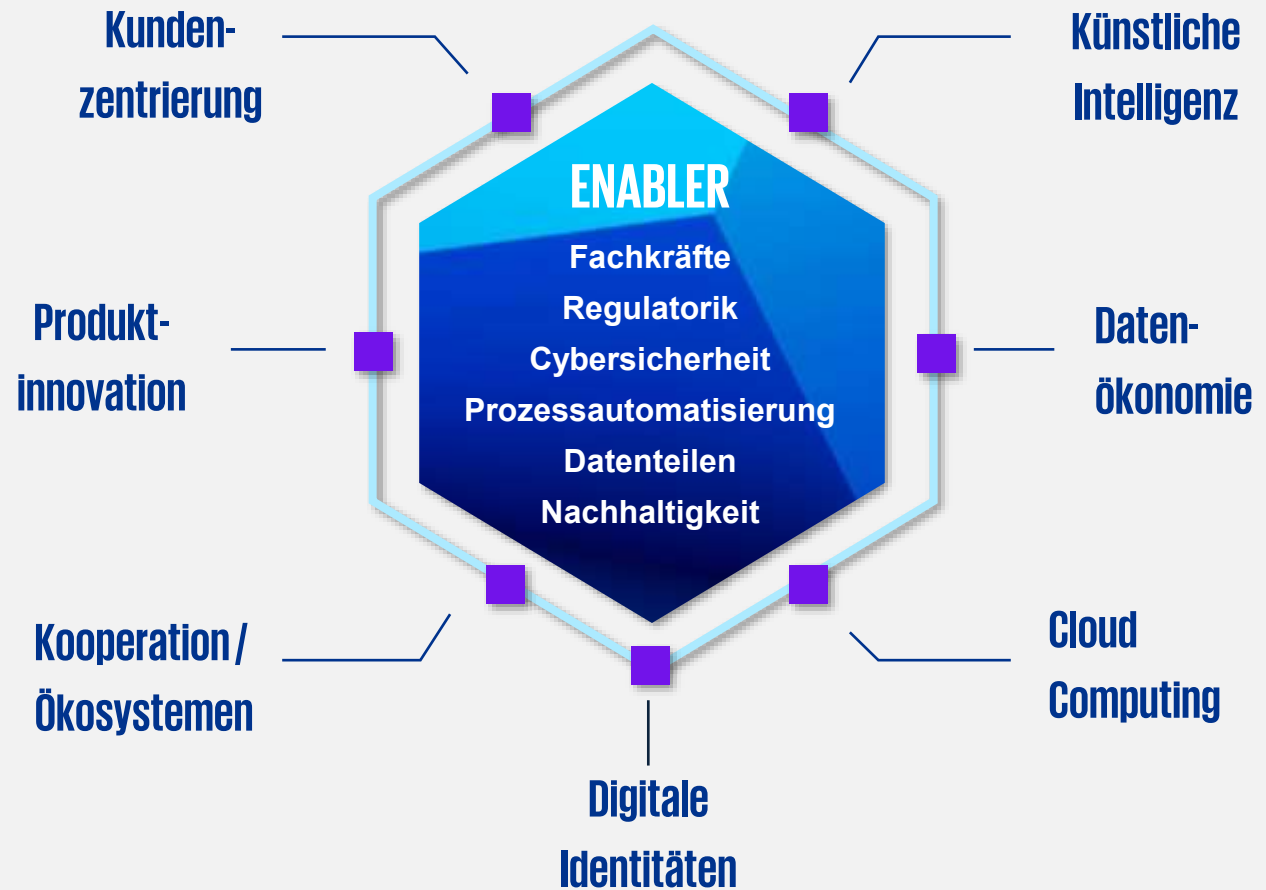 Kunden-
zentrierung
Künstliche
Intelligenz
ENABLER
Fachkräfte
Regulatorik
Cybersicherheit
Prozessautomatisierung
Datenteilen
Nachhaltigkeit
Produkt-
innovation
Daten-
ökonomie
Kooperation /
Ökosystemen
Cloud
Computing
Digitale
Identitäten